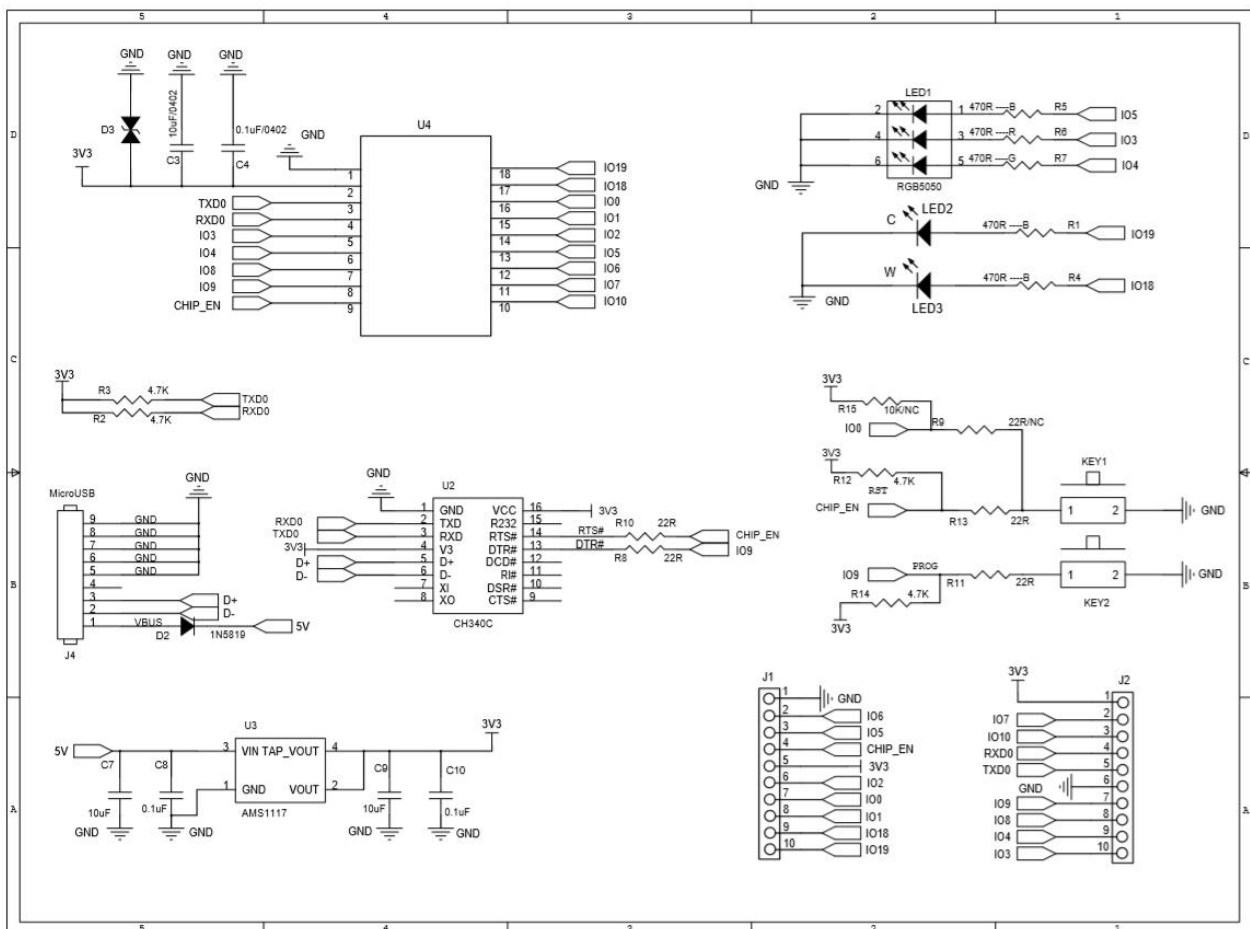 5 4 3 2 1
D
C
B
A
GND GND GND
D3
10uF/0402
C3
0.1uF/0402
C4
3V3
GND
U4
1
2
TXD0 3
RXD0 4
IO3 5
IO4 6
IO8 7
IO9 8
CHIP_EN 9
18 IO19
17 IO18
16 IO0
15 IO1
14 IO2
13 IO5
12 IO6
11 IO7
10 IO10
LED1
2 1 470R ----B R5 IO5
4 3 470R ----R R6 IO3
6 5 470R ----G R7 IO4
RGB5050
GND
C LED2 470R ----B R1 IO19
W LED3 470R ----B R4 IO18
GND
3V3
R3 4.7K TXD0
R2 4.7K RXD0
3V3
R15 10K/NC
IO0 R9 22R/NC
3V3
R12 4.7K
RST
CHIP_EN R13 22R
KEY1
1 2 GND
IO9 PROG R11 22R
1 2 GND
KEY2
R14 4.7K
3V3
MicroUSB
GND
9 GND
8 GND
7 GND
6 GND
5 GND
4
3 D+
2 D-
1 VBUS D2 1N5819 5V
J4
GND
U2
1 GND VCC 16 3V3
RXD0 2 TXD R232 15
TXD0 3 RXD RTS# 14 RTS# R10 22R CHIP_EN
3V3 4 V3 DTR# 13 DTR# R8 22R IO9
D+ 5 D+ DCD# 12
D- 6 D- RI# 11
7 XI DSR# 10
8 XO CTS# 9
CH340C
U3
5V 3 VIN TAP_VOUT 4 3V3
1 GND VOUT 2
AMS1117
C7 10uF GND
C8 0.1uF GND
C9 10uF GND
C10 0.1uF GND
J1
1 GND
2 IO6
3 IO5
4 CHIP_EN
5 3V3
6 IO2
7 IO0
8 IO1
9 IO18
10 IO19
J2
3V3 1
IO7 2
IO10 3
RXD0 4
TXD0 5
GND 6
IO9 7
IO8 8
IO4 9
IO3 10
D
C
B
A
5 4 3 2 1